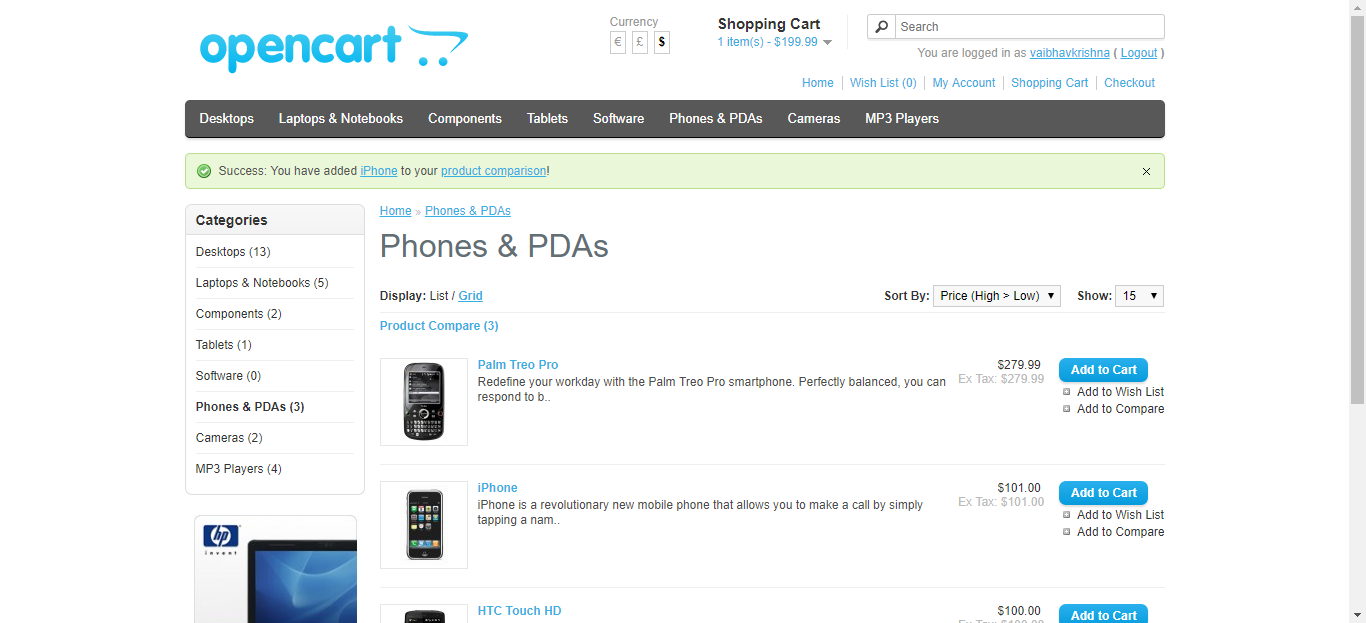 opencart
Currency
€ £ $
Shopping Cart
1 item(s) - $199.99
Search
You are logged in as vaibhavkrishna ( Logout )
Home Wish List (0) My Account Shopping Cart Checkout
Desktops Laptops & Notebooks Components Tablets Software Phones & PDAs Cameras MP3 Players
Success: You have added iPhone to your product comparison!
Categories
Desktops (13)
Laptops & Notebooks (5)
Components (2)
Tablets (1)
Software (0)
Phones & PDAs (3)
Cameras (2)
MP3 Players (4)
hp
invent
Home » Phones & PDAs
Phones & PDAs
Display: List / Grid
Sort By: Price (High > Low) Show: 15
Product Compare (3)
Palm Treo Pro
Redefine your workday with the Palm Treo Pro smartphone. Perfectly balanced, you can
respond to b..
$279.99
Ex Tax: $279.99
Add to Cart
Add to Wish List
Add to Compare
iPhone
iPhone is a revolutionary new mobile phone that allows you to make a call by simply
tapping a nam..
$101.00
Ex Tax: $101.00
Add to Cart
Add to Wish List
Add to Compare
HTC Touch HD
$100.00
Ex Tax: $100.00
Add to Cart